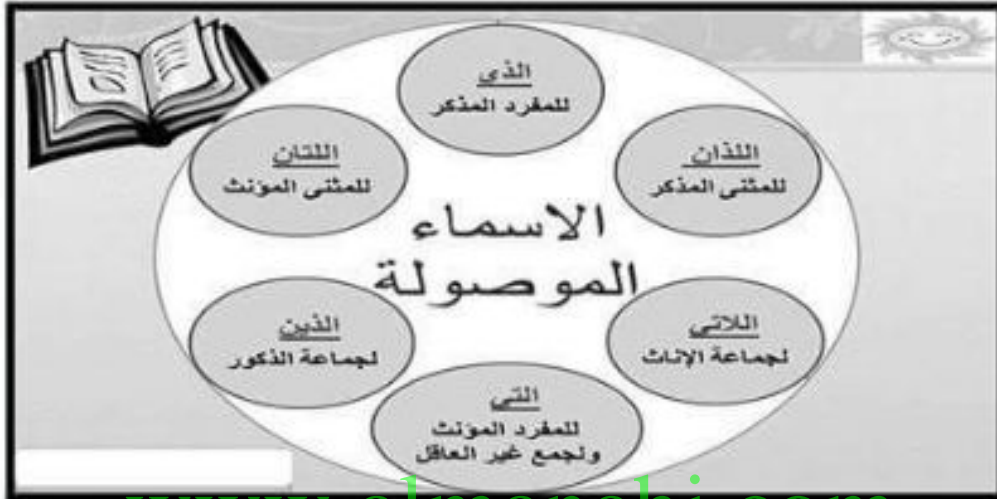 الذي
للمفرد المذكر
اللذان
للمثنى المذكر
اللتان
للمثنى المؤنث
الاسماء
الموصولة
اللاتي
لجماعة الإناث
الذين
لجماعة الذكور
التي
للمفرد المؤنث
ولجمع غير العاقل